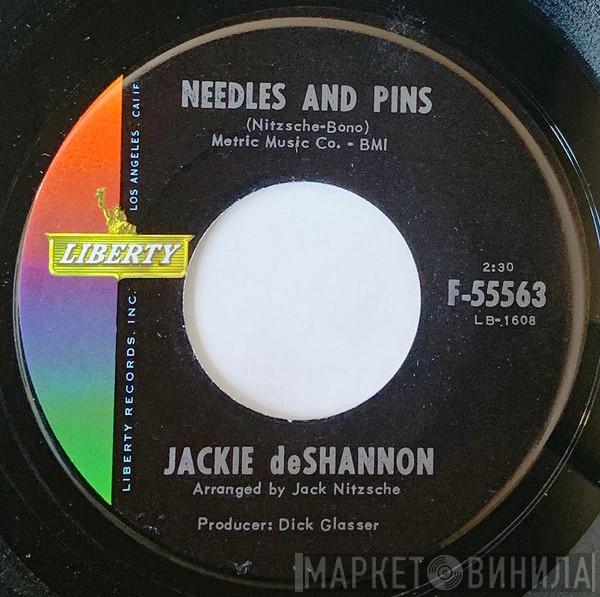 NEEDLES AND PINS
(Nitzsche-Bono)
Metric Music Co. - BMI
LIBERTY
LIBERTY RECORDS, INC. LOS ANGELES, CALIF
2:30
F-55563
LB-1608
JACKIE deSHANNON
Arranged by Jack Nitzsche
Producer: Dick Glasser
МАРКЕТ ВИНИЛА